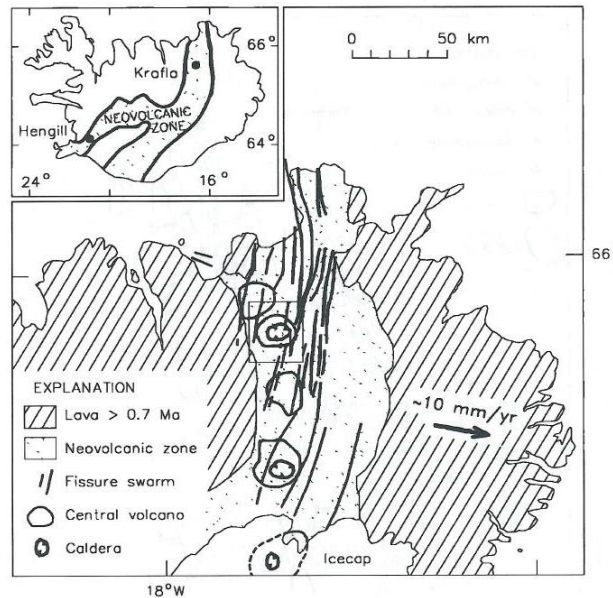 66°
Krafla
NEOVOLCANIC
ZONE
Hengill
64°
24°
16°
0 50 km
66
~10 mm/yr
EXPLANATION
Lava > 0.7 Ma
Neovolcanic zone
Fissure swarm
Central volcano
Caldera
Icecap
18°W